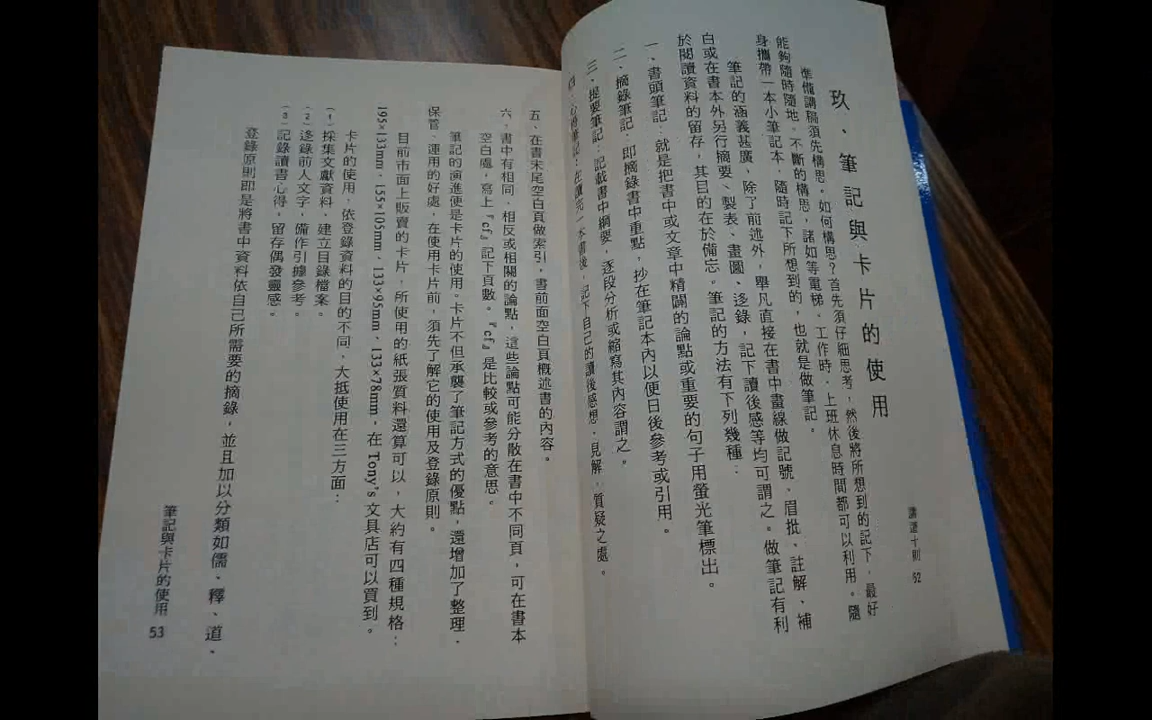 玖、筆記與卡片的使用
準備講稿須先構思，如何構思？首先須仔細思考，然後將所想到的記下，最好
能夠隨時隨地、不斷的構思，諸如等電梯、工作時、上班休息時間都可以利用。隨
身攜帶一本小筆記本，隨時記下所想到的，也就是做筆記。
筆記的涵義甚廣，除了前述外，舉凡直接在書中畫線做記號、眉批、註解、補
白或在書本外另行摘要、製表、畫圖、迻錄，記下讀後感等均可謂之。做筆記有利
於閱讀資料的留存，其目的在於備忘。筆記的方法有下列幾種：
一、書頭筆記：就是把書中或文章中精闢的論點或重要的句子用螢光筆標出。
二、摘錄筆記：即摘錄書中重點，抄在筆記本內以便日後參考或引用。
三、提要筆記：記載書中綱要，逐段分析或縮寫其內容謂之。
四、心得筆記：在讀完一本書後，記下自己的讀後感想、見解、質疑之處。
講演十則 52
五、在書末尾空白頁做索引，書前面空白頁概述書的內容。
六、書中有相同、相反或相關的論點，這些論點可能分散在書中不同頁，可在書本
空白處，寫上『cf』記下頁數。『cf』是比較或參考的意思。
筆記的演進便是卡片的使用。卡片不但承襲了筆記方式的優點，還增加了整理、
保管、運用的好處，在使用卡片前，須先了解它的使用及登錄原則。
目前市面上販賣的卡片，所使用的紙張質料還算可以，大約有四種規格：
195×133mm，155×105mm，133×95mm，133×78mm，在 Tony's 文具店可以買到。
卡片的使用，依登錄資料的目的不同，大抵使用在三方面：
(1)採集文獻資料，建立目錄檔案。
(2)迻錄前人文字，備作引據參考。
(3)記錄讀書心得，留存偶發靈感。
登錄原則即是將書中資料依自己所需要的摘錄，並且加以分類如儒、釋、道、
筆記與卡片的使用 53